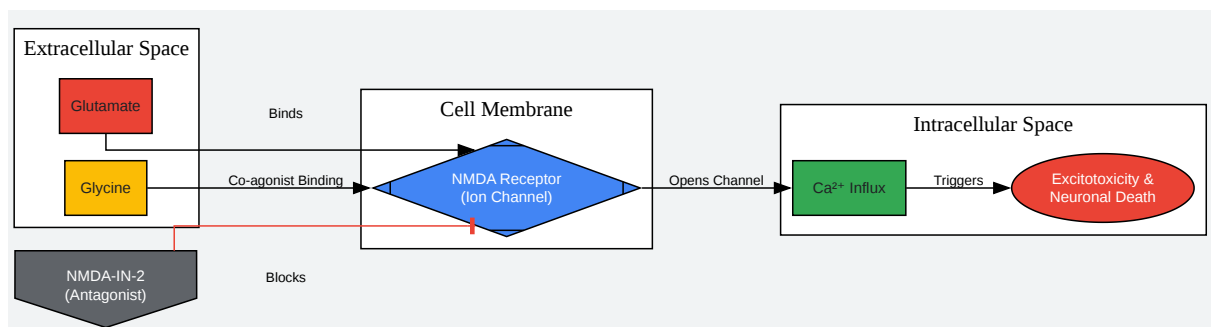 Extracellular Space
Glutamate
Binds
Glycine
Co-agonist Binding
Cell Membrane
NMDA Receptor
(Ion Channel)
Opens Channel
Intracellular Space
Ca²⁺ Influx
Triggers
Excitotoxicity &
Neuronal Death
NMDA-IN-2
(Antagonist)
Blocks